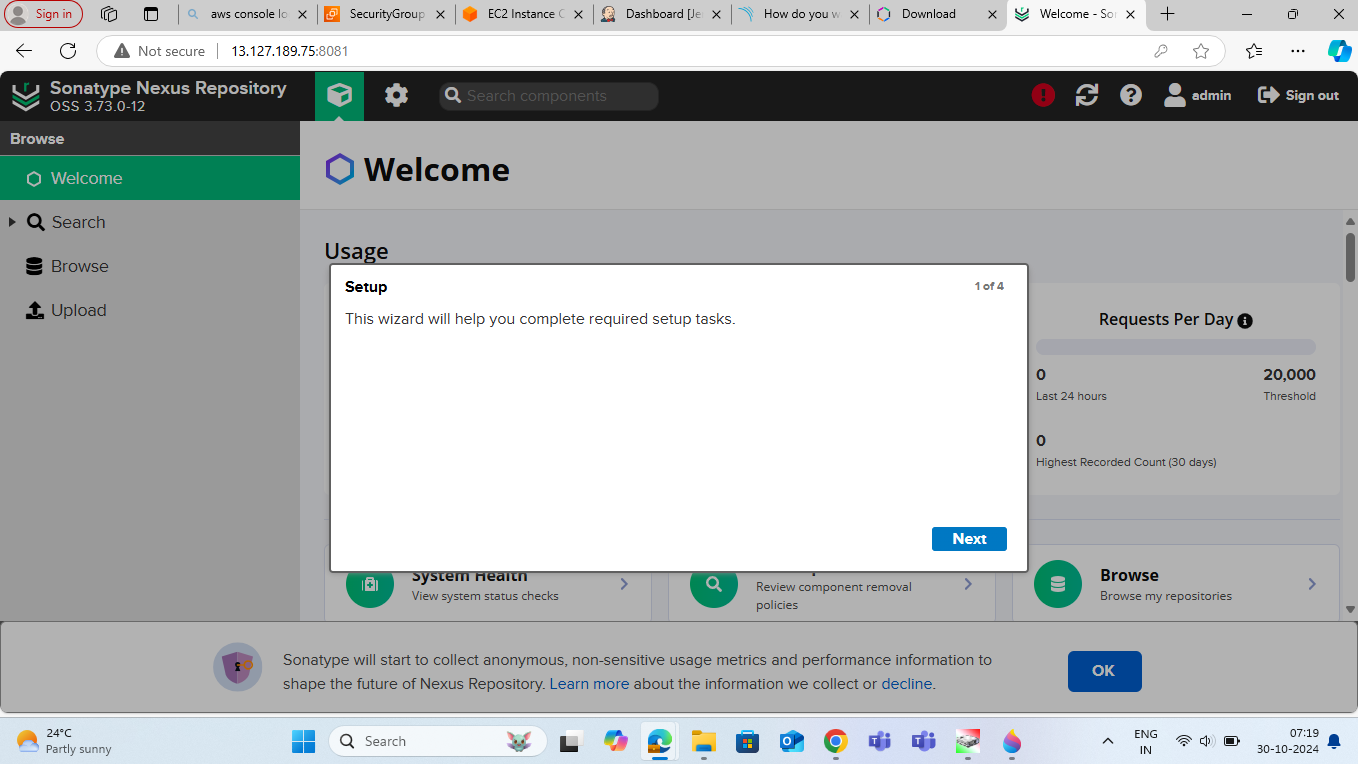 Sign in
aws console lo
SecurityGroup
EC2 Instance C
Dashboard [Je
How do you w
Download
Welcome - So
Not secure
13.127.189.75:8081
Sonatype Nexus Repository
OSS 3.73.0-12
Search components
admin
Sign out
Browse
Welcome
Search
Browse
Upload
Welcome
Usage
Setup
1 of 4
This wizard will help you complete required setup tasks.
Next
Requests Per Day
0
20,000
Last 24 hours
Threshold
0
Highest Recorded Count (30 days)
System Health
View system status checks
Review component removal
policies
Browse
Browse my repositories
Sonatype will start to collect anonymous, non-sensitive usage metrics and performance information to
shape the future of Nexus Repository. Learn more about the information we collect or decline.
OK
24°C
Partly sunny
Search
ENG
IN
07:19
30-10-2024